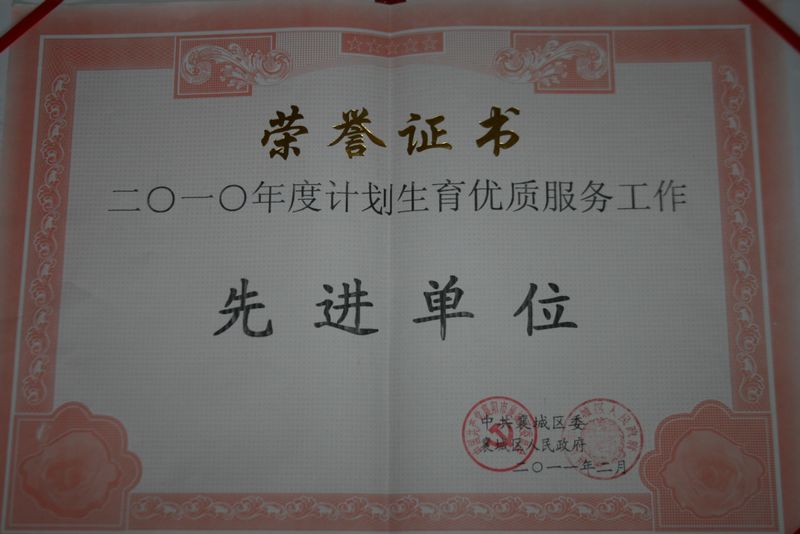 荣誉证书
二〇一〇年度计划生育优质服务工作
先进单位
中共襄城区委
襄城区人民政府
二〇一一年二月